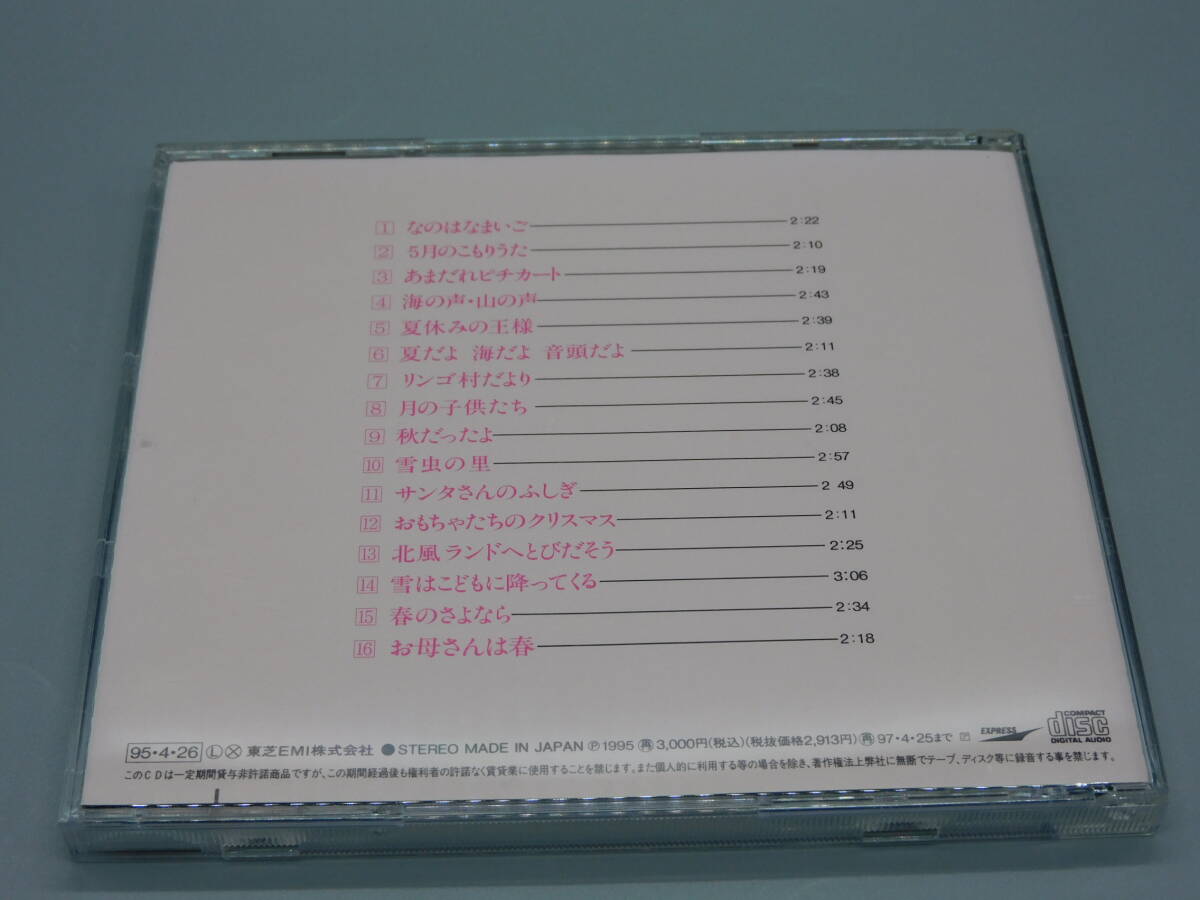 1 なのはなまいご 2:22
2 5月のこもりうた 2:10
3 あまだれピチカート 2:19
4 海の声・山の声 2:43
5 夏休みの王様 2:39
6 夏だよ 海だよ 音頭だよ 2:11
7 リンゴ村だより 2:38
8 月の子供たち 2:45
9 秋だったよ 2:08
10 雪虫の里 2:57
11 サンタさんのふしぎ 2 49
12 おもちゃたちのクリスマス 2:11
13 北風ランドへとびだそう 2:25
14 雪はこどもに降ってくる 3:06
15 春のさよなら 2:34
16 お母さんは春 2:18
95・4・26 Ⓛⓧ 東芝EMI株式会社 ●STEREO MADE IN JAPAN ℗1995 ㊢3,000円(税込)(税抜価格2,913円)㊢97・4・25まで EXPRESS COMPACT disc DIGITAL AUDIO
このCDは一定期間貸与非許諾商品ですが、この期間経過後も権利者の許諾なく賃貸業に使用することを禁じます。また個人的に利用する等の場合を除き、著作権法上弊社に無断でテープ、ディスク等に録音する事を禁じます。